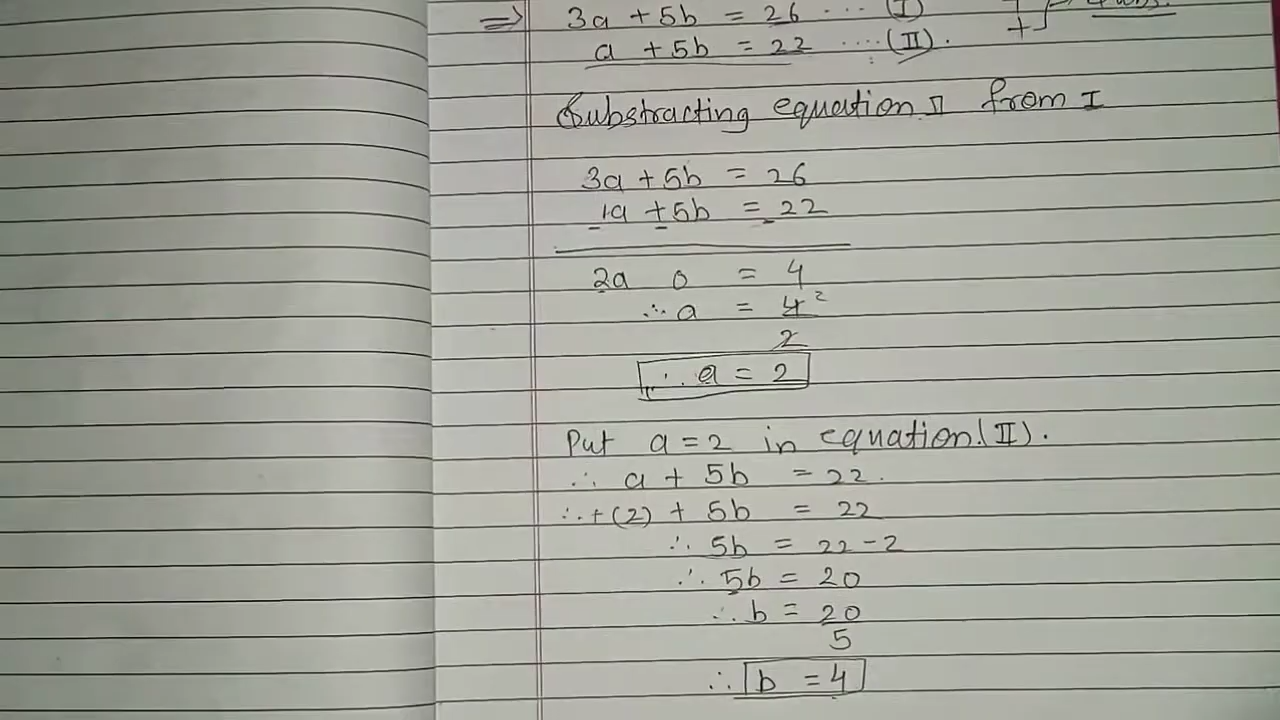 ⇒ 3a + 5b = 26 ... (I)
a + 5b = 22 ....(II).
Substracting equation II from I
3a + 5b = 26
1a + 5b = 22
- - -
2a 0 = 4
∴ a = 4 2
2
∴ a = 2
Put a = 2 in equation (II).
∴ a + 5b = 22.
∴ +(2) + 5b = 22
∴ 5b = 22 - 2
∴ 5b = 20
∴ b = 20
5
∴ b = 4